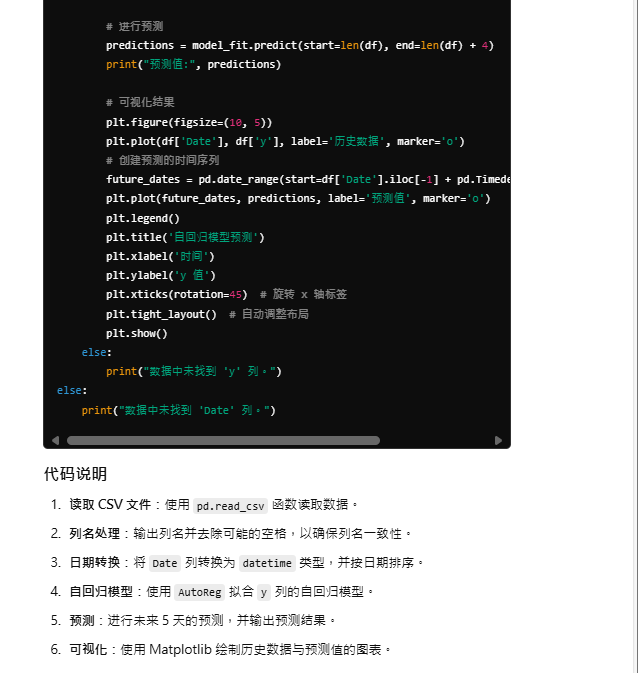 # 进行预测
predictions = model_fit.predict(start=len(df), end=len(df) + 4)
print("预测值:", predictions)
# 可视化结果
plt.figure(figsize=(10, 5))
plt.plot(df['Date'], df['y'], label='历史数据', marker='o')
# 创建预测的时间序列
future_dates = pd.date_range(start=df['Date'].iloc[-1] + pd.Timede
plt.plot(future_dates, predictions, label='预测值', marker='o')
plt.legend()
plt.title('自回归模型预测')
plt.xlabel('时间')
plt.ylabel('y 值')
plt.xticks(rotation=45)  # 旋转 x 轴标签
plt.tight_layout()  # 自动调整布局
plt.show()
else:
print("数据中未找到 'y' 列。")
else:
print("数据中未找到 'Date' 列。")
代码说明
1. 读取 CSV 文件：使用 pd.read_csv 函数读取数据。
2. 列名处理：输出列名并去除可能的空格，以确保列名一致性。
3. 日期转换：将 Date 列转换为 datetime 类型，并按日期排序。
4. 自回归模型：使用 AutoReg 拟合 y 列的自回归模型。
5. 预测：进行未来 5 天的预测，并输出预测结果。
6. 可视化：使用 Matplotlib 绘制历史数据与预测值的图表。